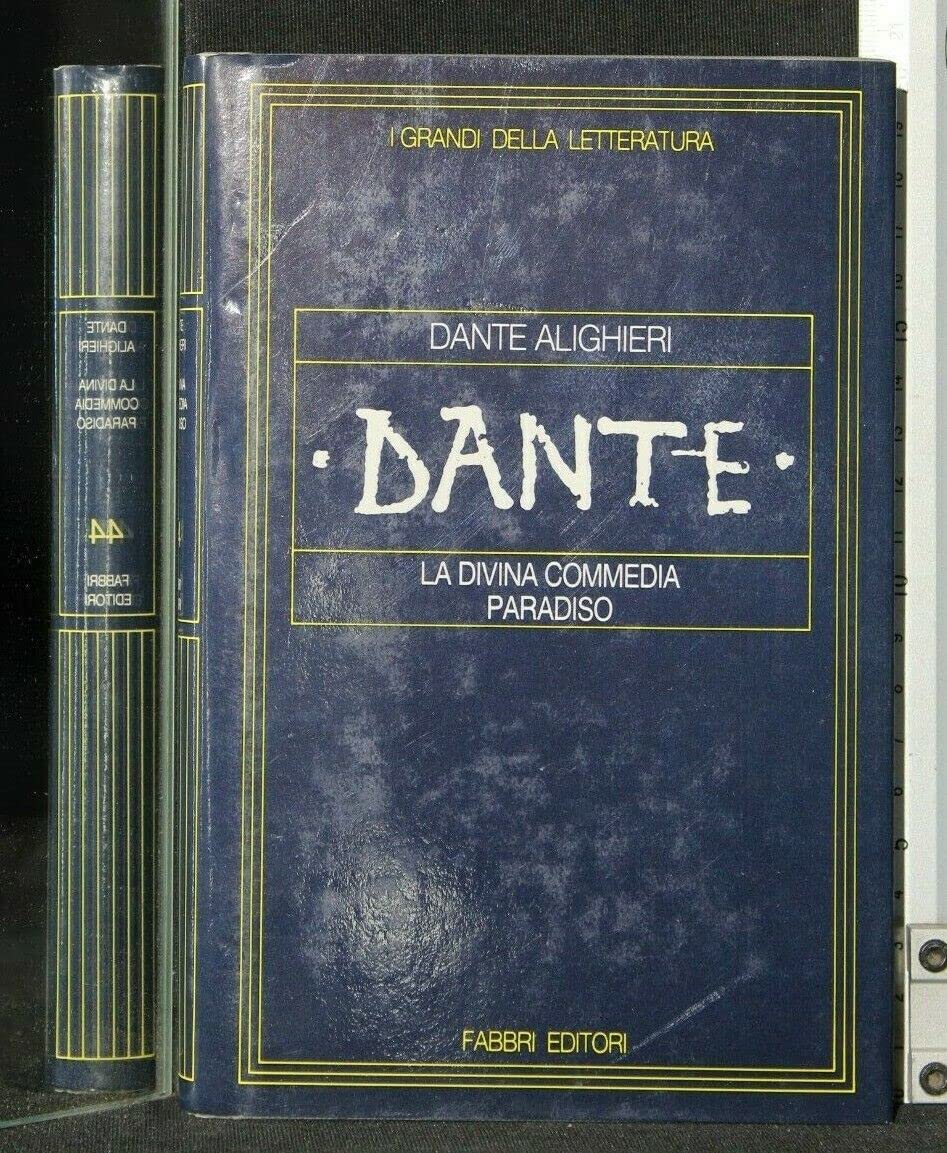 I GRANDI DELLA LETTERATURA
DANTE ALIGHIERI
· DANTE ·
LA DIVINA COMMEDIA
PARADISO
FABBRI EDITORI
DANTE
ALIGHIERI
LA DIVINA
COMMEDIA
PARADISO
44
FABBRI
EDITORI